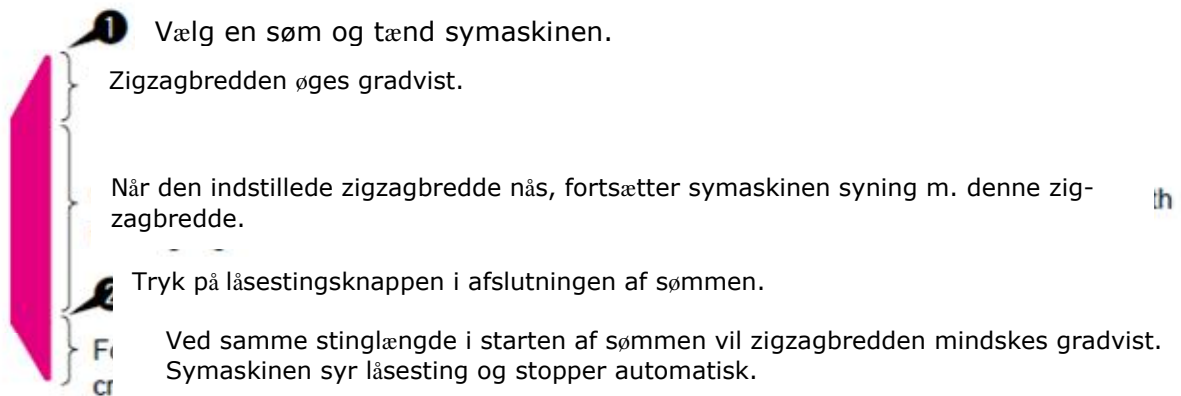 1 Vælg en søm og tænd symaskinen.
Zigzagbredden øges gradvist.
Når den indstillede zigzagbredde nås, fortsætter symaskinen syning m. denne zig-
zagbredde.
2 Tryk på låsestingsknappen i afslutningen af sømmen.
Ved samme stinglængde i starten af sømmen vil zigzagbredden mindskes gradvist.
Symaskinen syr låsesting og stopper automatisk.